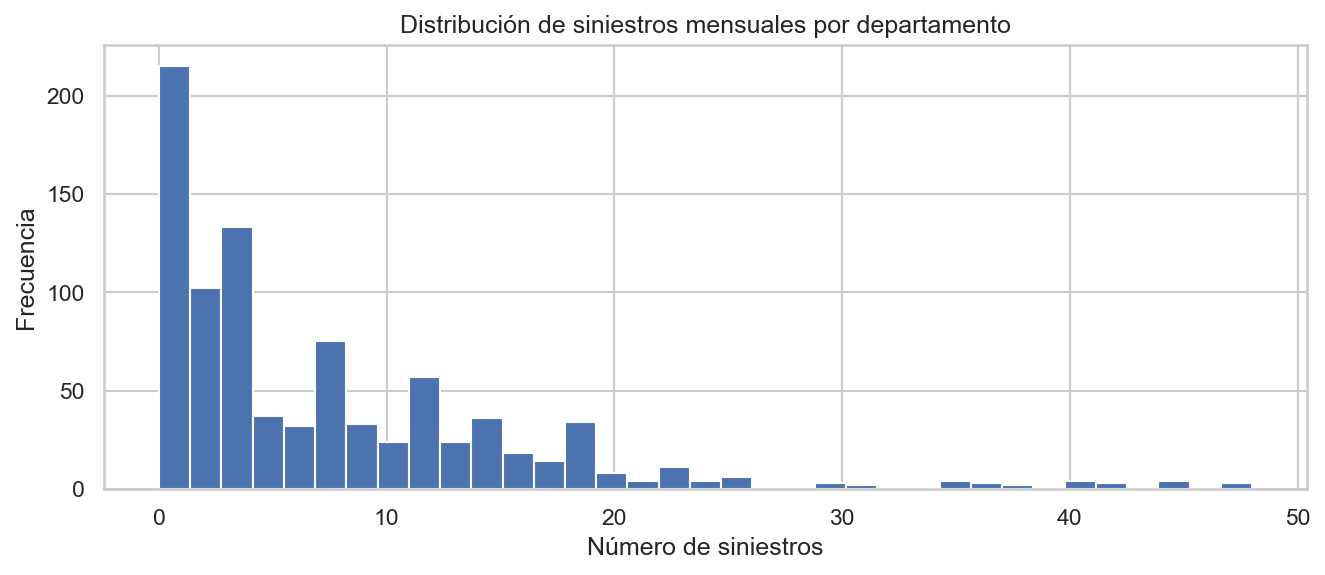 Distribución de siniestros mensuales por departamento
Frecuencia
200
150
100
50
0
0 10 20 30 40 50
Número de siniestros